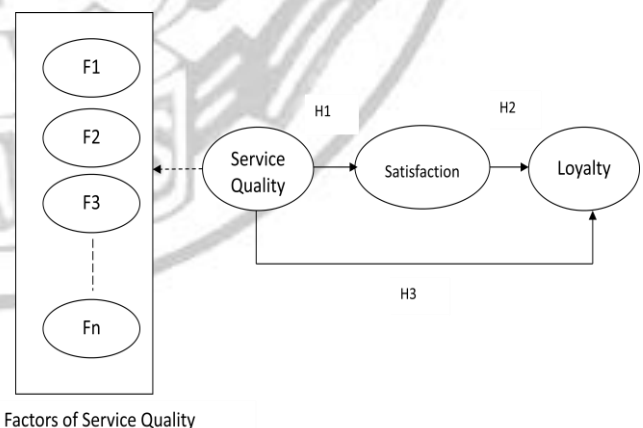 F1
F2
F3
Fn
Factors of Service Quality
Service
Quality
H1
Satisfaction
H2
Loyalty
H3